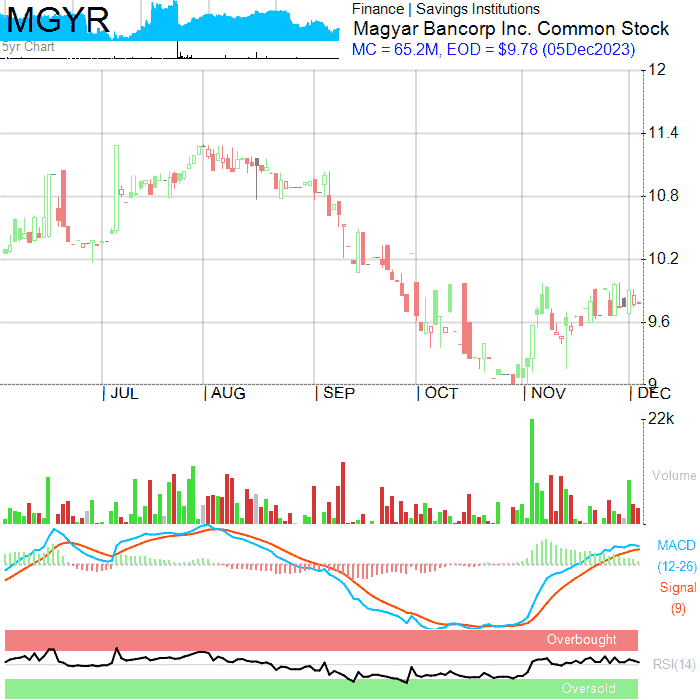 MGYR
5yr Chart
Finance | Savings Institutions
Magyar Bancorp Inc. Common Stock
MC = 65.2M, EOD = $9.78 (05Dec2023)
12
11.4
10.8
10.2
9.6
9
JUL AUG SEP OCT NOV DEC
22k
Volume
MACD
(12-26)
Signal
(9)
Overbought
RSI(14)
Oversold